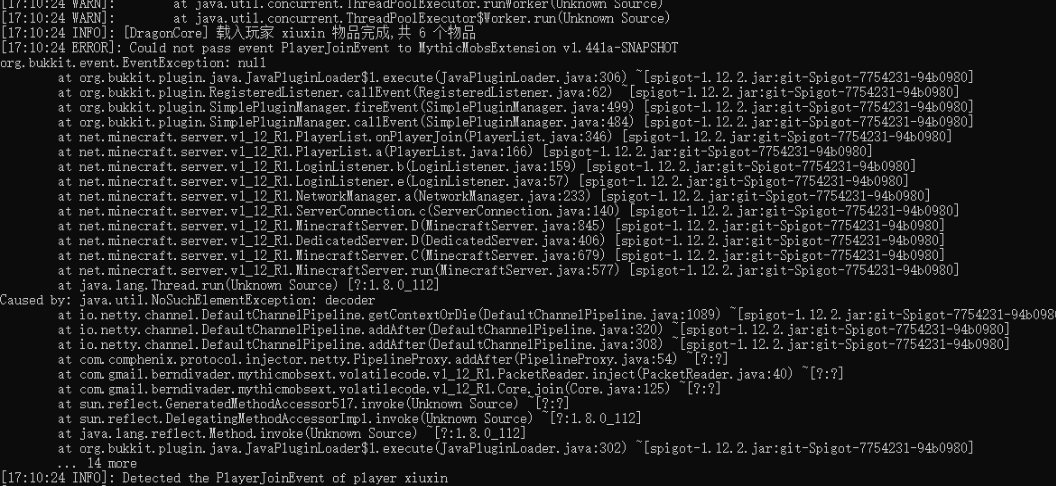 [17:10:24 WARN]:        at java.util.concurrent.ThreadPoolExecutor.runWorker(Unknown Source)
[17:10:24 WARN]:        at java.util.concurrent.ThreadPoolExecutor$Worker.run(Unknown Source)
[17:10:24 INFO]: [DragonCore] 载入玩家 xiuxin 物品完成,共 6 个物品
[17:10:24 ERROR]: Could not pass event PlayerJoinEvent to MythicMobsExtension v1.441a-SNAPSHOT
org.bukkit.event.EventException: null
        at org.bukkit.plugin.java.JavaPluginLoader$1.execute(JavaPluginLoader.java:306) ~[spigot-1.12.2.jar:git-Spigot-7754231-94b0980]
        at org.bukkit.plugin.RegisteredListener.callEvent(RegisteredListener.java:62) ~[spigot-1.12.2.jar:git-Spigot-7754231-94b0980]
        at org.bukkit.plugin.SimplePluginManager.fireEvent(SimplePluginManager.java:499) ~[spigot-1.12.2.jar:git-Spigot-7754231-94b0980]
        at org.bukkit.plugin.SimplePluginManager.callEvent(SimplePluginManager.java:484) ~[spigot-1.12.2.jar:git-Spigot-7754231-94b0980]
        at net.minecraft.server.v1_12_R1.PlayerList.onPlayerJoin(PlayerList.java:346) [spigot-1.12.2.jar:git-Spigot-7754231-94b0980]
        at net.minecraft.server.v1_12_R1.PlayerList.a(PlayerList.java:166) [spigot-1.12.2.jar:git-Spigot-7754231-94b0980]
        at net.minecraft.server.v1_12_R1.LoginListener.b(LoginListener.java:159) [spigot-1.12.2.jar:git-Spigot-7754231-94b0980]
        at net.minecraft.server.v1_12_R1.LoginListener.e(LoginListener.java:57) [spigot-1.12.2.jar:git-Spigot-7754231-94b0980]
        at net.minecraft.server.v1_12_R1.NetworkManager.a(NetworkManager.java:233) [spigot-1.12.2.jar:git-Spigot-7754231-94b0980]
        at net.minecraft.server.v1_12_R1.ServerConnection.c(ServerConnection.java:140) [spigot-1.12.2.jar:git-Spigot-7754231-94b0980]
        at net.minecraft.server.v1_12_R1.MinecraftServer.D(MinecraftServer.java:845) [spigot-1.12.2.jar:git-Spigot-7754231-94b0980]
        at net.minecraft.server.v1_12_R1.DedicatedServer.D(DedicatedServer.java:406) [spigot-1.12.2.jar:git-Spigot-7754231-94b0980]
        at net.minecraft.server.v1_12_R1.MinecraftServer.C(MinecraftServer.java:679) [spigot-1.12.2.jar:git-Spigot-7754231-94b0980]
        at net.minecraft.server.v1_12_R1.MinecraftServer.run(MinecraftServer.java:577) [spigot-1.12.2.jar:git-Spigot-7754231-94b0980]
        at java.lang.Thread.run(Unknown Source) [?:1.8.0_112]
Caused by: java.util.NoSuchElementException: decoder
        at io.netty.channel.DefaultChannelPipeline.getContextOrDie(DefaultChannelPipeline.java:1089) ~[spigot-1.12.2.jar:git-Spigot-7754231-94b098
        at io.netty.channel.DefaultChannelPipeline.addAfter(DefaultChannelPipeline.java:320) ~[spigot-1.12.2.jar:git-Spigot-7754231-94b0980]
        at io.netty.channel.DefaultChannelPipeline.addAfter(DefaultChannelPipeline.java:308) ~[spigot-1.12.2.jar:git-Spigot-7754231-94b0980]
        at com.comphenix.protocol.injector.netty.PipelineProxy.addAfter(PipelineProxy.java:54) ~[?:?]
        at com.gmail.berndivader.mythicmobsext.volatilecode.v1_12_R1.PacketReader.inject(PacketReader.java:40) ~[?:?]
        at com.gmail.berndivader.mythicmobsext.volatilecode.v1_12_R1.Core.join(Core.java:125) ~[?:?]
        at sun.reflect.GeneratedMethodAccessor517.invoke(Unknown Source) ~[?:?]
        at sun.reflect.DelegatingMethodAccessorImpl.invoke(Unknown Source) ~[?:1.8.0_112]
        at java.lang.reflect.Method.invoke(Unknown Source) ~[?:1.8.0_112]
        at org.bukkit.plugin.java.JavaPluginLoader$1.execute(JavaPluginLoader.java:302) ~[spigot-1.12.2.jar:git-Spigot-7754231-94b0980]
        ... 14 more
[17:10:24 INFO]: Detected the PlayerJoinEvent of player xiuxin